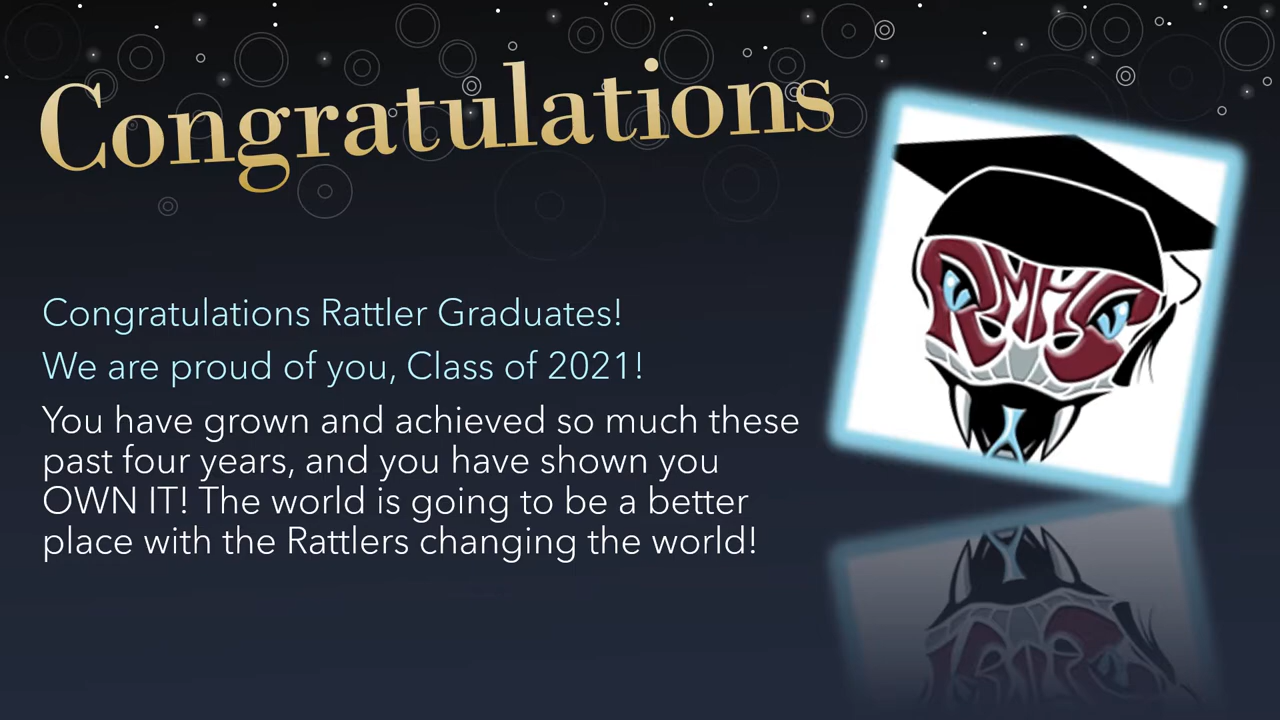 Congratulations
Congratulations Rattler Graduates!
We are proud of you, Class of 2021!
You have grown and achieved so much these
past four years, and you have shown you
OWN IT! The world is going to be a better
place with the Rattlers changing the world!
RMHS